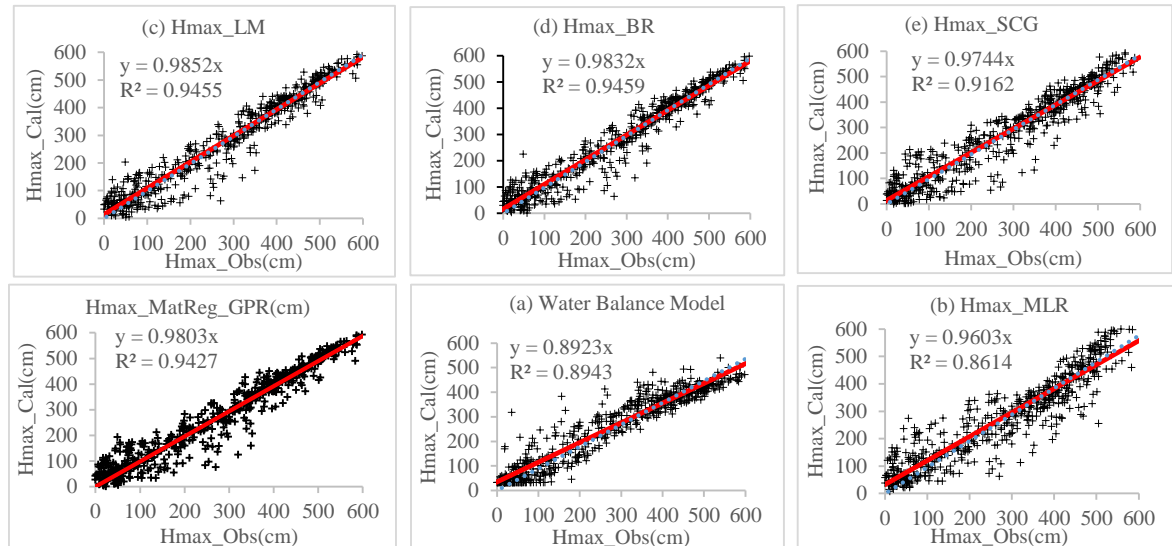 (c) Hmax_LM
y = 0.9852x
R² = 0.9455
Hmax_Cal(cm)
600
500
400
300
200
100
0
0 100 200 300 400 500 600
Hmax_Obs(cm)
(d) Hmax_BR
y = 0.9832x
R² = 0.9459
Hmax_Cal(cm)
600
500
400
300
200
100
0
0 100 200 300 400 500 600
Hmax_Obs(cm)
(e) Hmax_SCG
y = 0.9744x
R² = 0.9162
Hmax_Cal(cm)
600
500
400
300
200
100
0
0 100 200 300 400 500 600
Hmax_Obs(cm)
Hmax_MatReg_GPR(cm)
y = 0.9803x
R² = 0.9427
Hmax_Cal(cm)
600
500
400
300
200
100
0
0 100 200 300 400 500 600
Hmax_Obs(cm)
(a) Water Balance Model
y = 0.8923x
R² = 0.8943
Hmax_Cal(cm)
600
500
400
300
200
100
0
0 100 200 300 400 500 600
Hmax_Obs(cm)
(b) Hmax_MLR
y = 0.9603x
R² = 0.8614
Hmax_Cal(cm)
600
500
400
300
200
100
0
0 100 200 300 400 500 600
Hmax_Obs(cm)